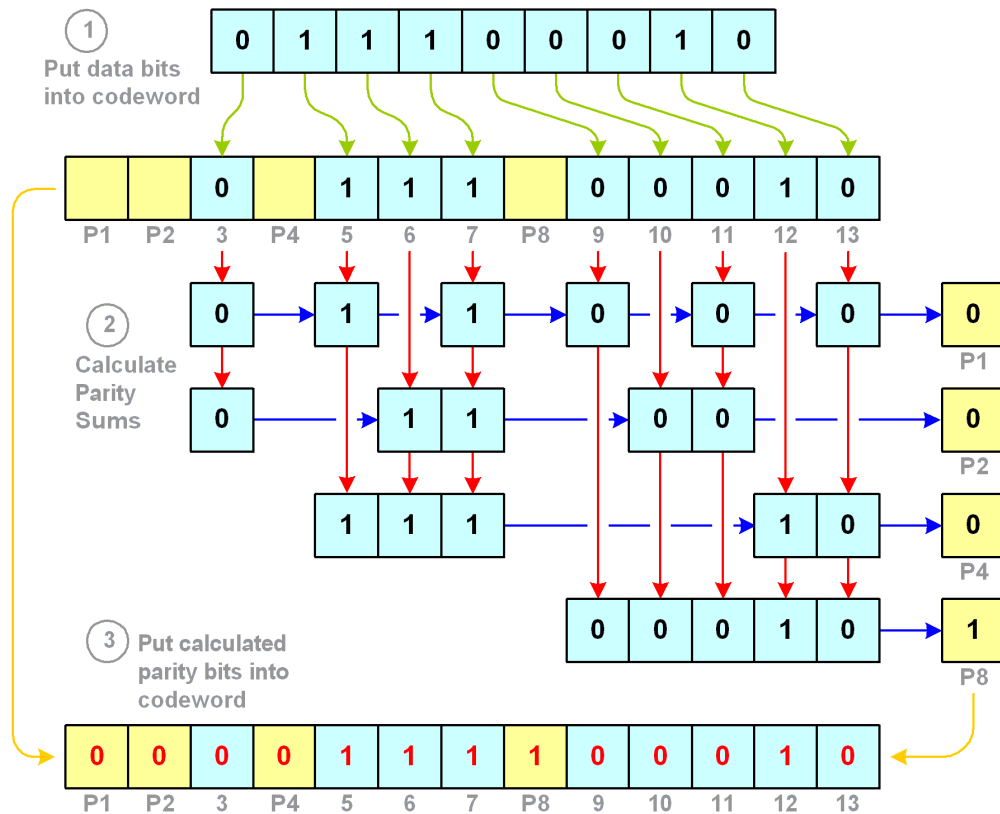 1
Put data bits
into codeword
0 1 1 1 0 0 0 1 0
0 1 1 1 0 0 0 1 0
P1 P2 3 P4 5 6 7 P8 9 10 11 12 13
2
Calculate
Parity
Sums
0 1 1 0 0 0 0
P1
0 1 1 0 0 0
P2
1 1 1 1 0 0
P4
0 0 0 1 0 1
P8
3
Put calculated
parity bits into
codeword
0 0 0 0 1 1 1 1 0 0 0 1 0
P1 P2 3 P4 5 6 7 P8 9 10 11 12 13